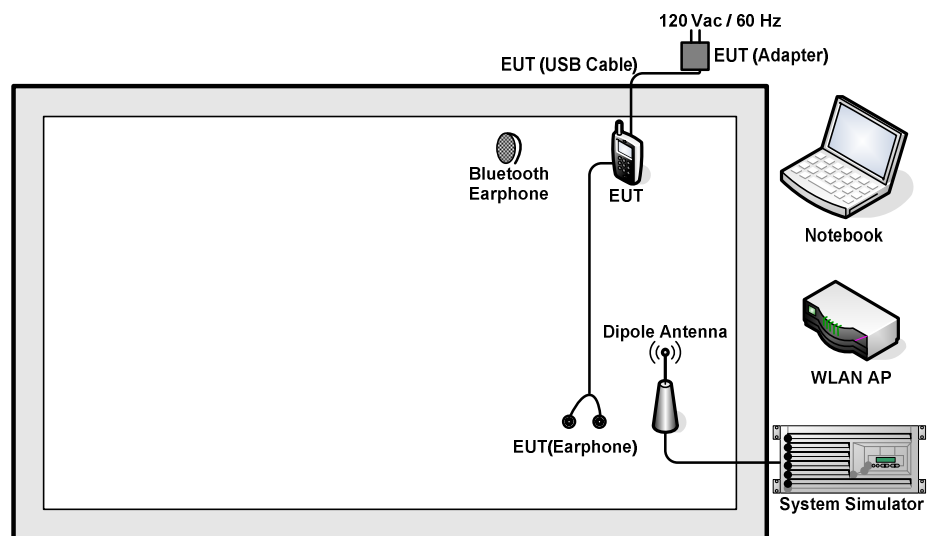 120 Vac / 60 Hz
EUT (USB Cable)
EUT (Adapter)
Bluetooth
Earphone
EUT
Notebook
Dipole Antenna
WLAN AP
EUT(Earphone)
System Simulator